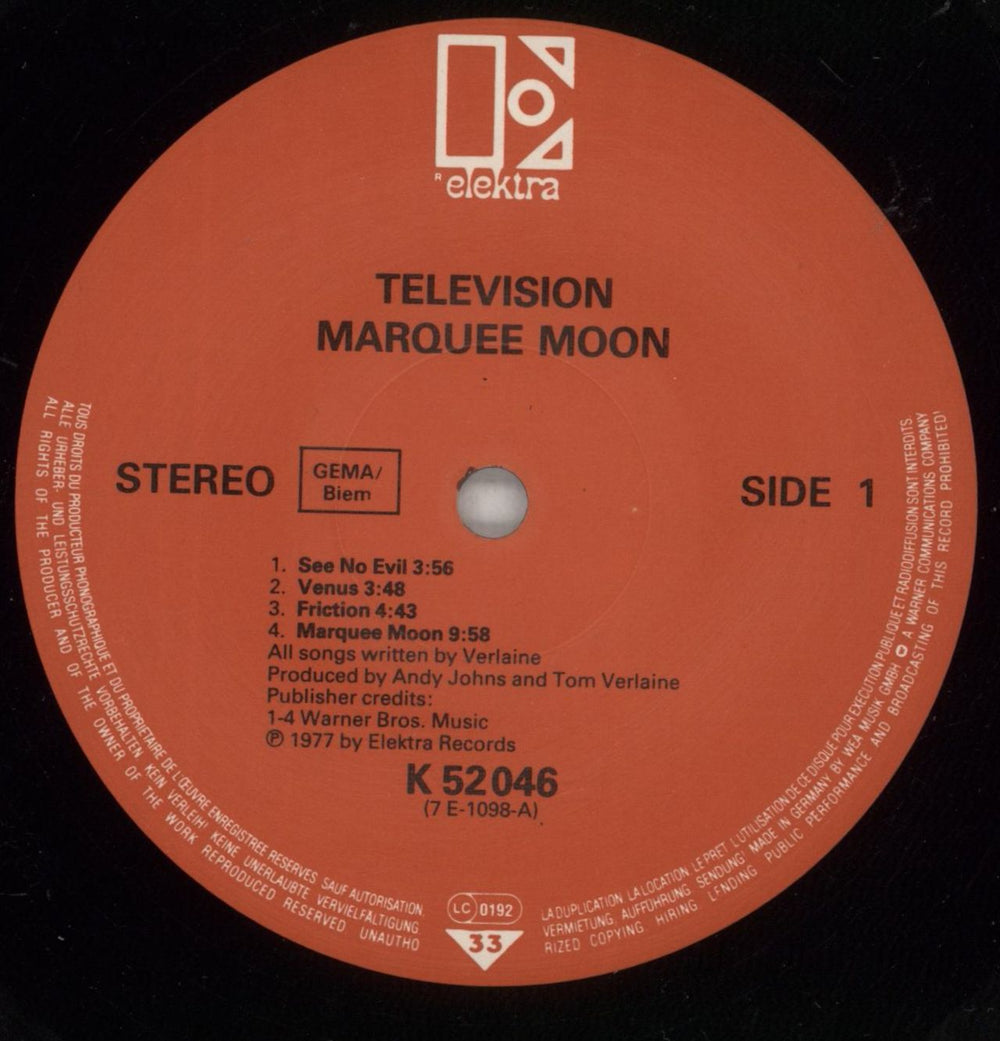 R elektra
TELEVISION
MARQUEE MOON
STEREO
GEMA/
Biem
SIDE 1
1. See No Evil 3:56
2. Venus 3:48
3. Friction 4:43
4. Marquee Moon 9:58
All songs written by Verlaine
Produced by Andy Johns and Tom Verlaine
Publisher credits:
1-4 Warner Bros. Music
℗ 1977 by Elektra Records
K 52 046
(7 E-1098-A)
TOUS DROITS DU PRODUCTEUR PHONOGRAPHIQUE ET DU PROPRIETAIRE DE L'ŒUVRE ENREGISTREE RESERVES. SAUF AUTORISATION,
ALLE URHEBER- UND LEISTUNGSSCHUTZRECHTE VORBEHALTEN. KEIN VERLEIH! KEINE UNERLAUBTE VERVIELFÄLTIGUNG
ALL RIGHTS OF THE PRODUCER AND OF THE OWNER OF THE WORK REPRODUCED RESERVED UNAUTHO
LC 0192
33
LA DUPLICATION, LA LOCATION, LE PRET, L'UTILISATION DE CE DISQUE POUR EXECUTION PUBLIQUE ET RADIODIFFUSION SONT INTERDITS.
VERMIETUNG, AUFFÜHRUNG, SENDUNG! MADE IN GERMANY BY WEA MUSIK GMBH A WARNER COMMUNICATIONS COMPANY
RIZED COPYING HIRING LENDING PUBLIC PERFORMANCE AND BROADCASTING OF THIS RECORD PROHIBITED!